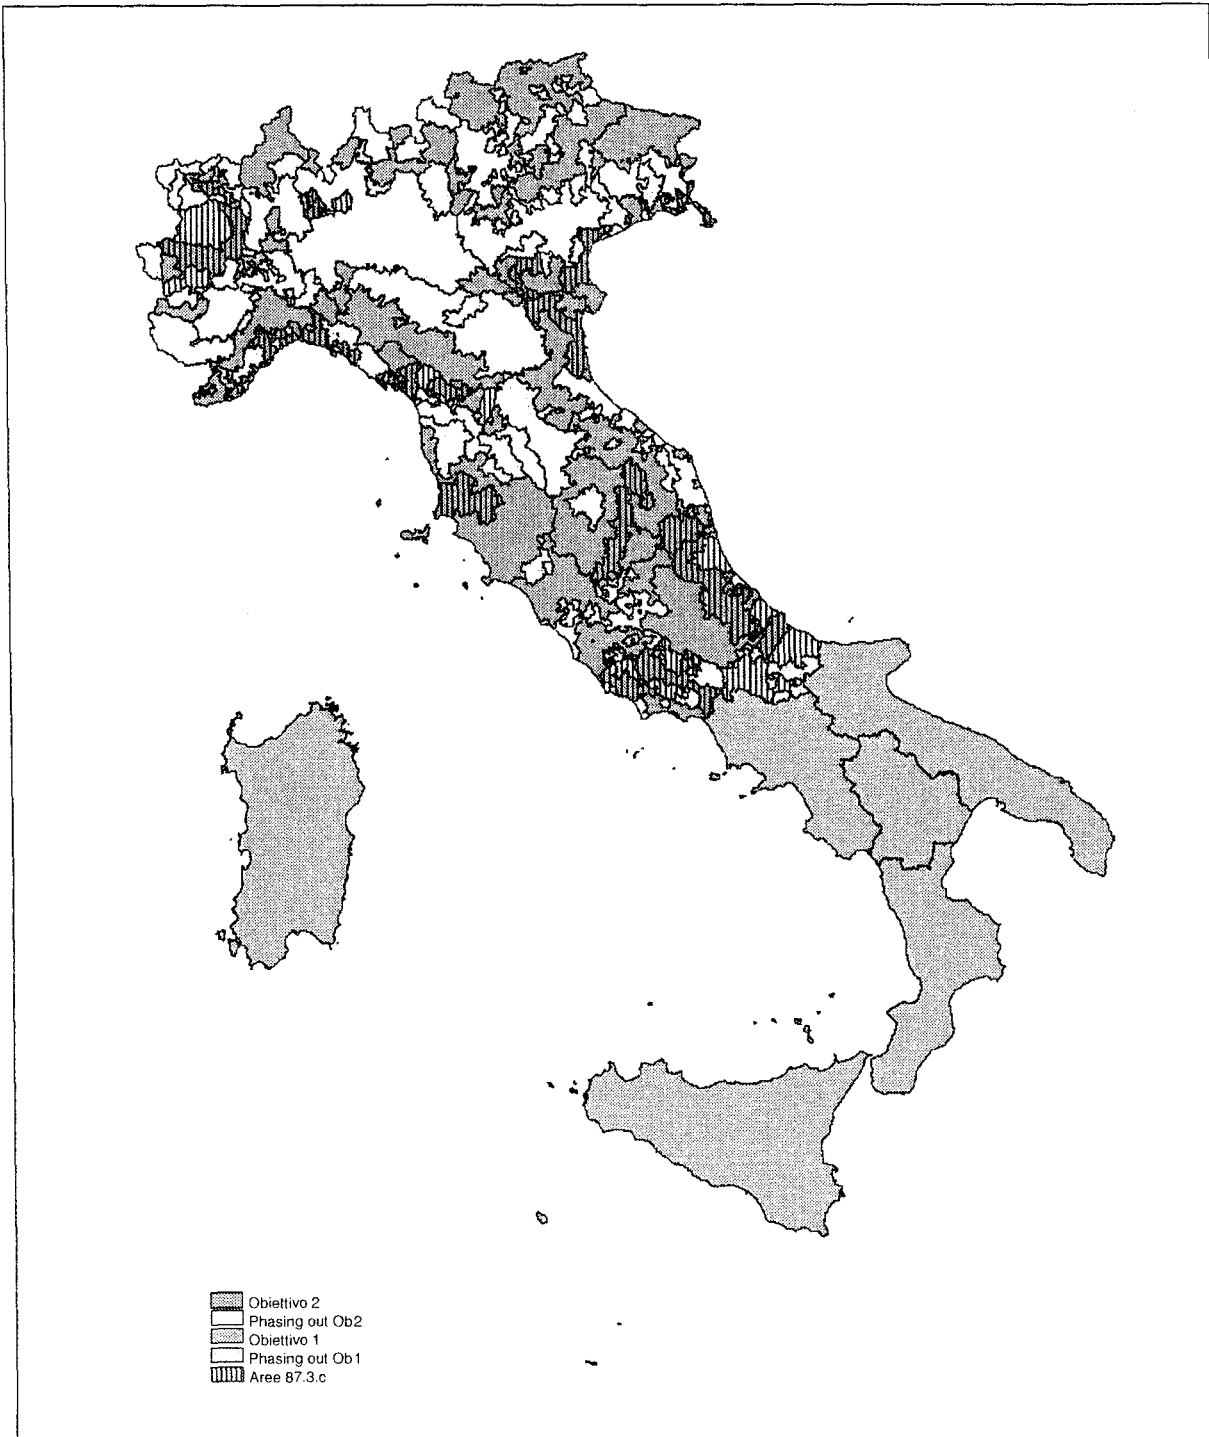 Obiettivo 2
Phasing out Ob2
Obiettivo 1
Phasing out Ob1
Aree 87.3.c